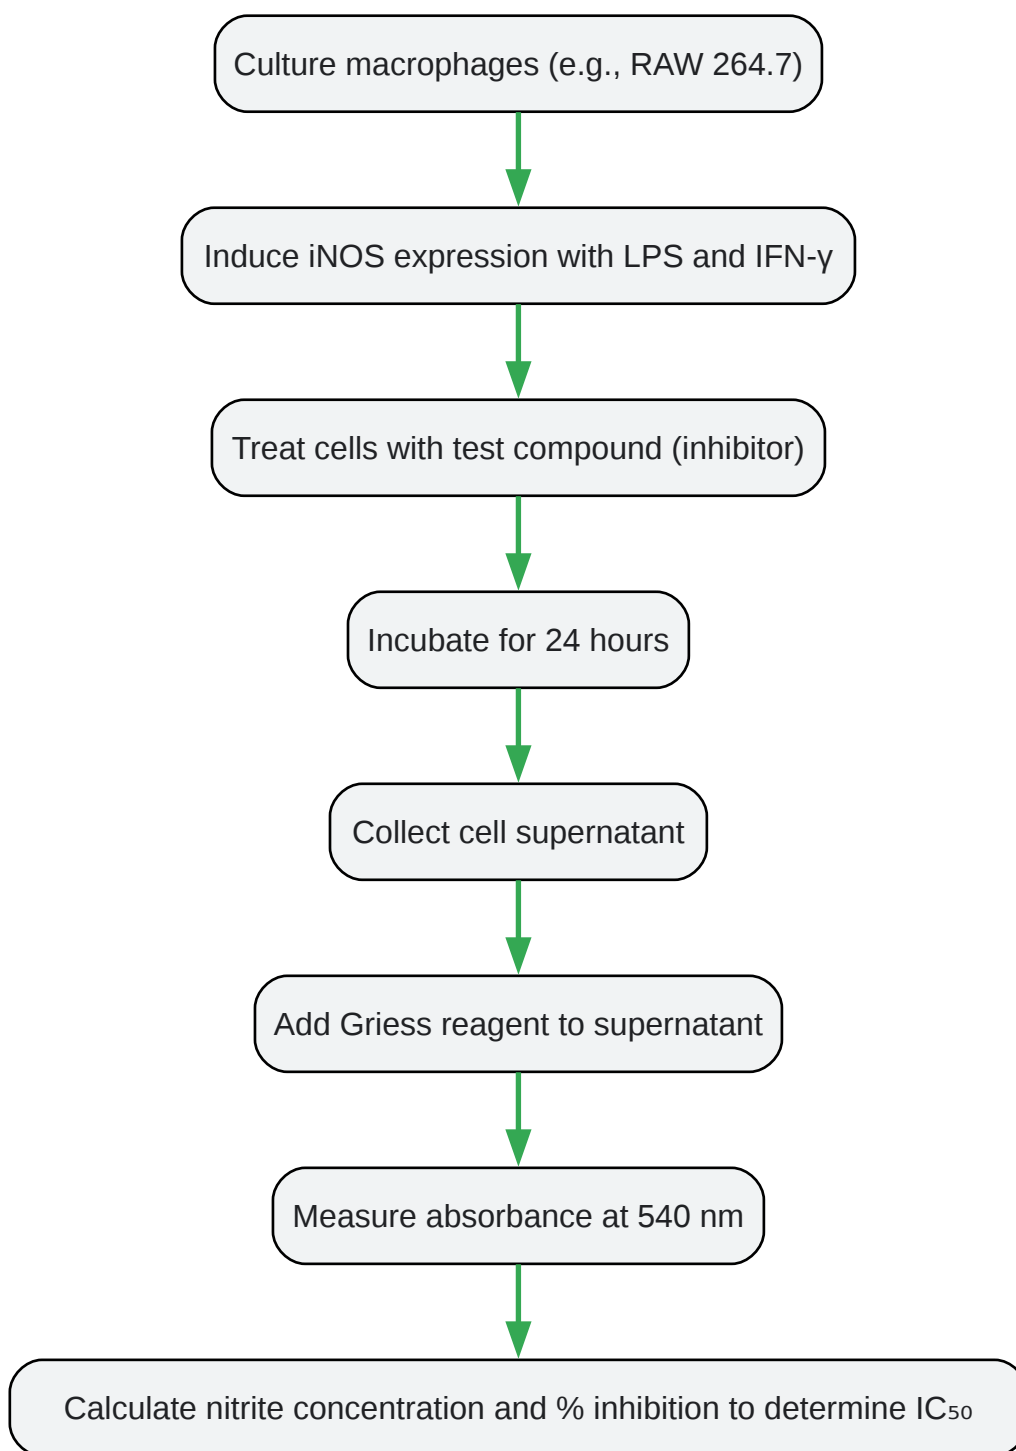 Culture macrophages (e.g., RAW 264.7)
Induce iNOS expression with LPS and IFN-γ
Treat cells with test compound (inhibitor)
Incubate for 24 hours
Collect cell supernatant
Add Griess reagent to supernatant
Measure absorbance at 540 nm
Calculate nitrite concentration and % inhibition to determine IC₅₀